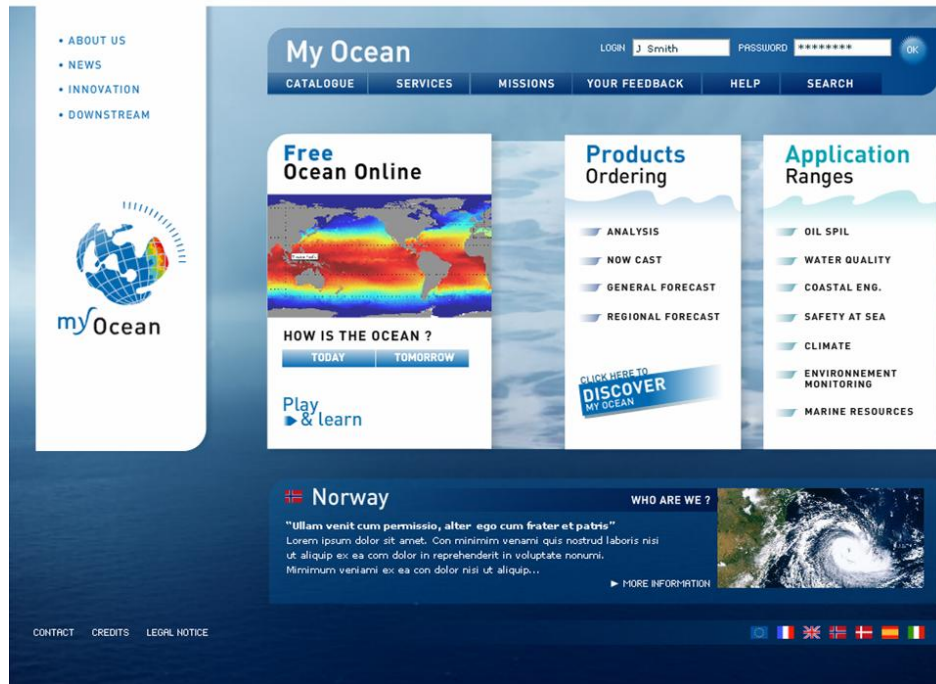 • ABOUT US
• NEWS
• INNOVATION
• DOWNSTREAM
my Ocean
My Ocean
LOGIN J Smith PASSWORD ******** OK
CATALOGUE SERVICES MISSIONS YOUR FEEDBACK HELP SEARCH
Free
Ocean Online
HOW IS THE OCEAN ?
TODAY TOMORROW
Play
& learn
Products
Ordering
ANALYSIS
NOW CAST
GENERAL FORECAST
REGIONAL FORECAST
CLICK HERE TO
DISCOVER
MY OCEAN
Application
Ranges
OIL SPIL
WATER QUALITY
COASTAL ENG.
SAFETY AT SEA
CLIMATE
ENVIRONNEMENT
MONITORING
MARINE RESOURCES
Norway
WHO ARE WE ?
"Ullam venit cum permissio, alter ego cum frater et patris"
Lorem ipsum dolor sit amet. Con minimim venami quis nostrud laboris nisi
ut aliquip ex ea com dolor in reprehenderit in voluptate nonumi.
Mimimum veniami ex ea con dolor nisi ut aliquip...
► MORE INFORMATION
CONTACT CREDITS LEGAL NOTICE